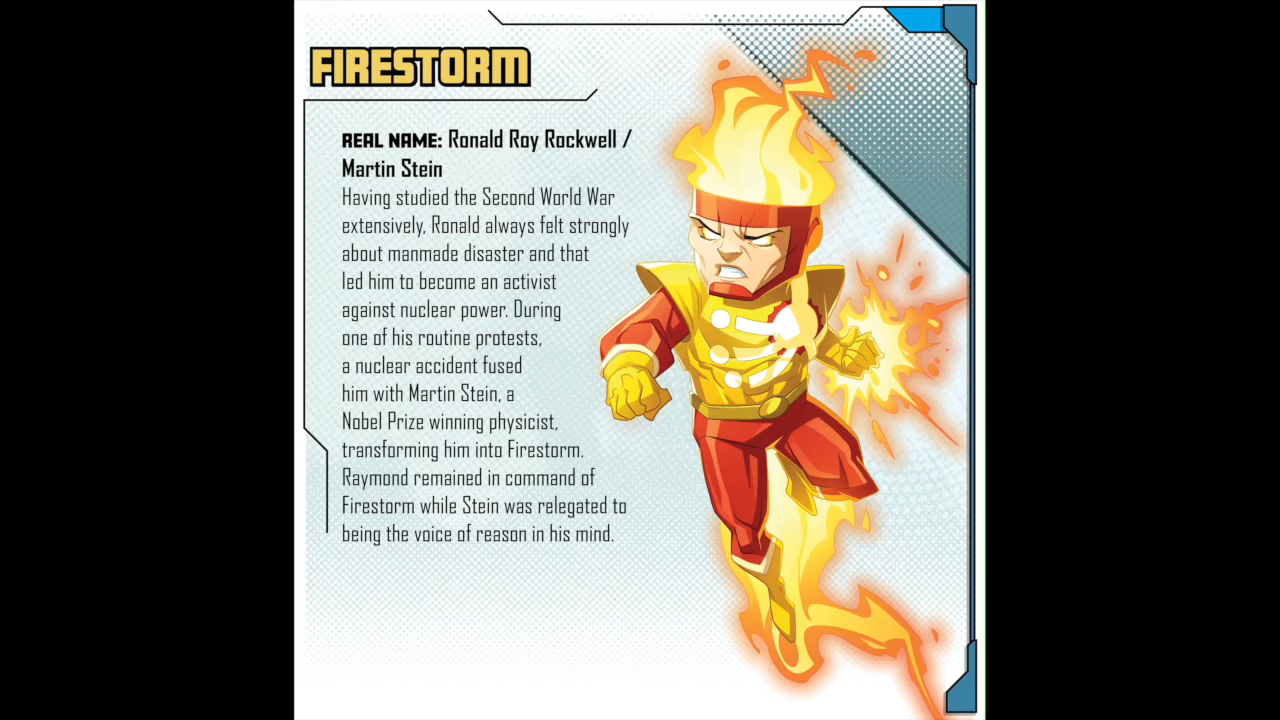 FIRESTORM
REAL NAME: Ronald Roy Rockwell /
Martin Stein
Having studied the Second World War
extensively, Ronald always felt strongly
about manmade disaster and that
led him to become an activist
against nuclear power. During
one of his routine protests,
a nuclear accident fused
him with Martin Stein, a
Nobel Prize winning physicist,
transforming him into Firestorm.
Raymond remained in command of
Firestorm while Stein was relegated to
being the voice of reason in his mind.